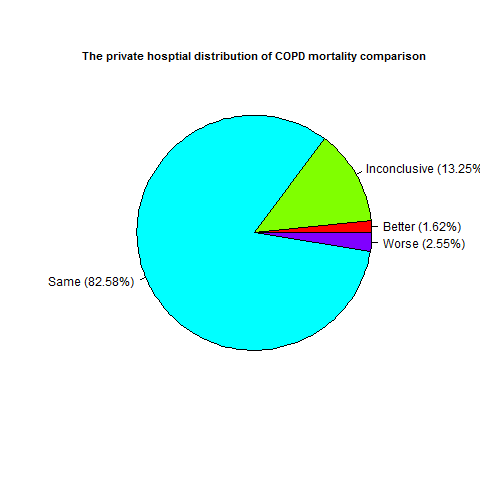 The private hosptial distribution of COPD mortality comparison
Inconclusive (13.25%
Better (1.62%)
Worse (2.55%)
Same (82.58%)